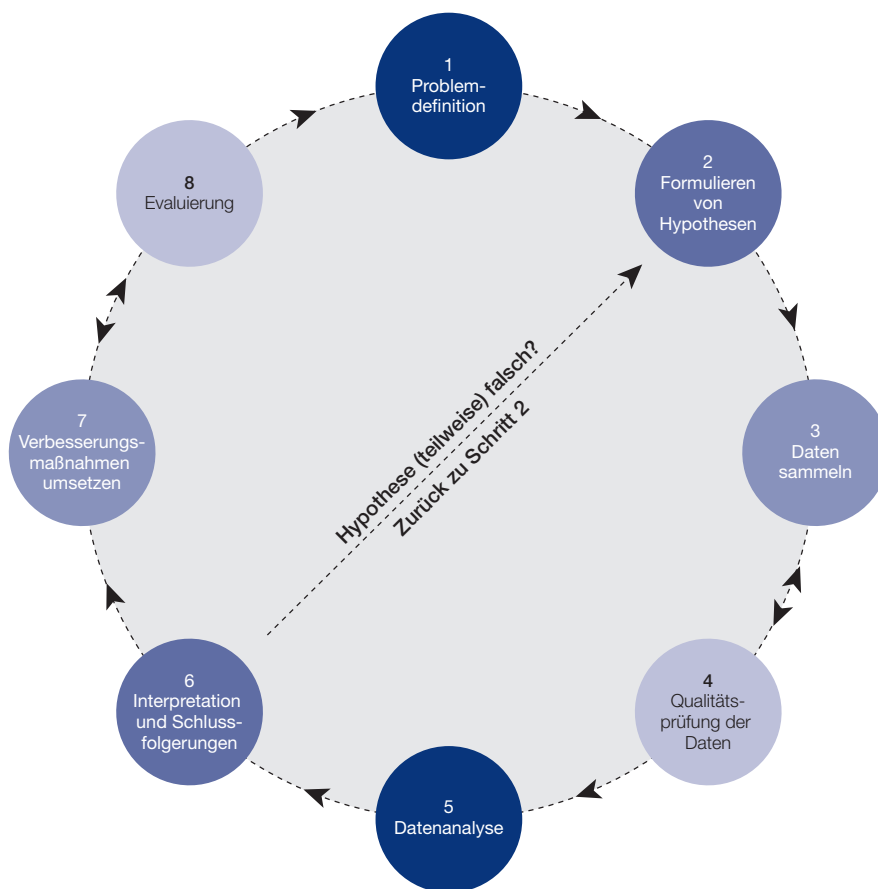 1
Problem-
definition
2
Formulieren
von
Hypothesen
3
Daten
sammeln
4
Qualitäts-
prüfung der
Daten
5
Datenanalyse
6
Interpretation
und Schluss-
folgerungen
7
Verbesserungs-
maßnahmen
umsetzen
8
Evaluierung
Hypothese (teilweise) falsch?
Zurück zu Schritt 2